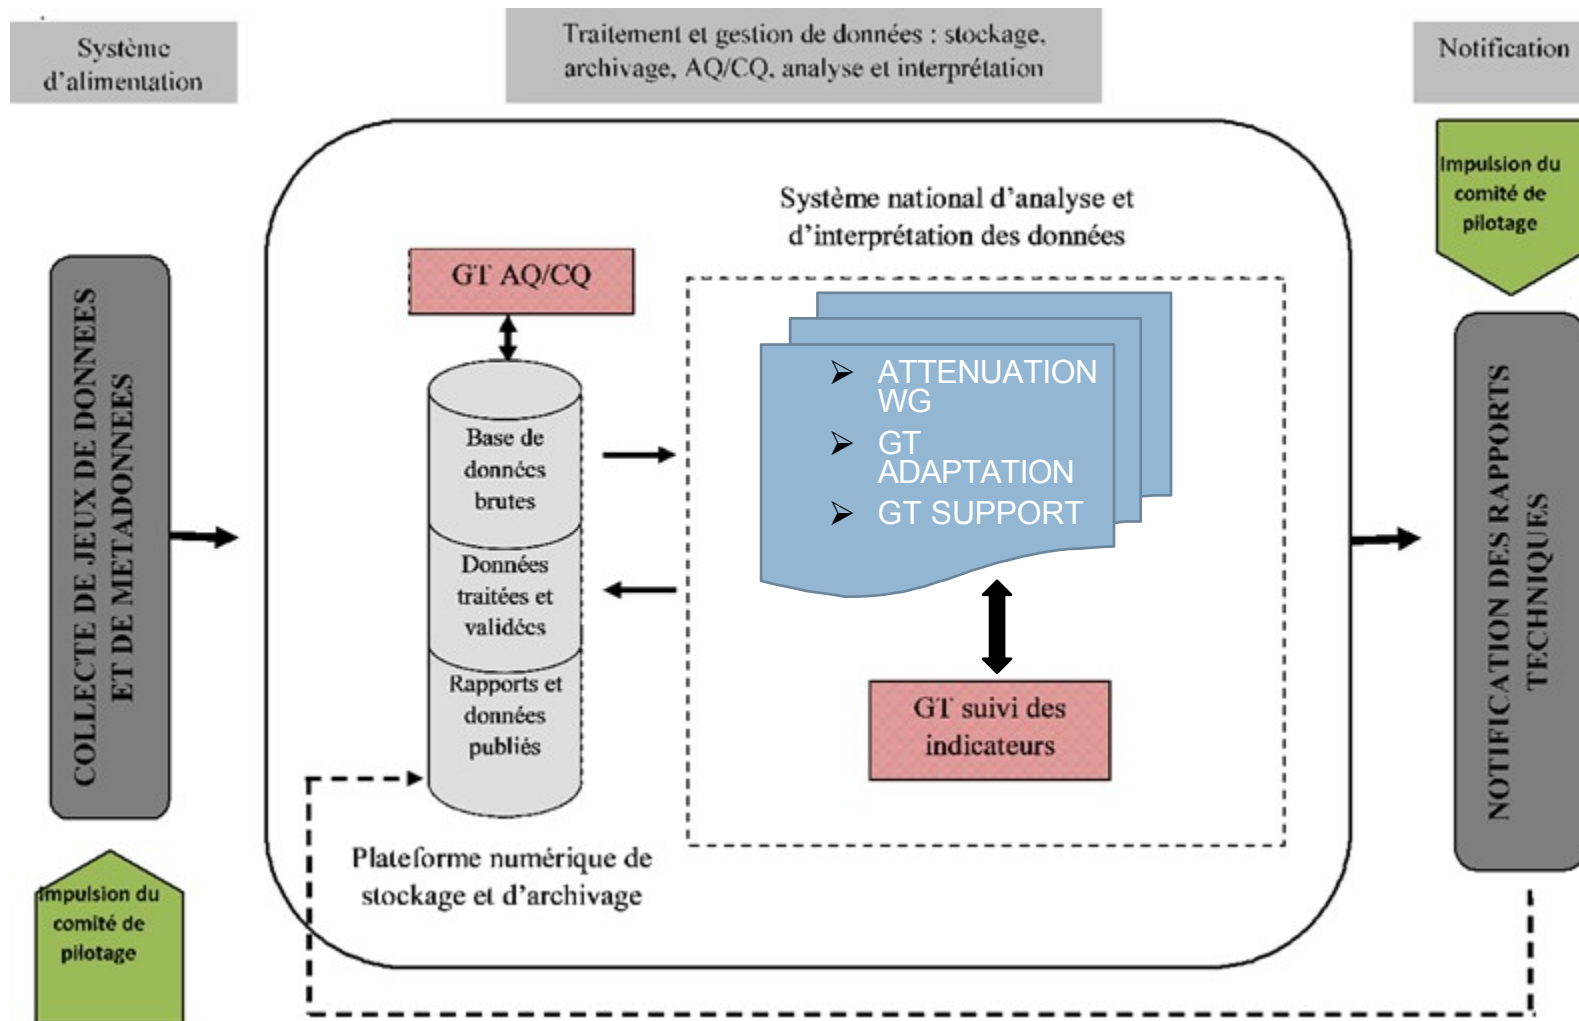 Système
d'alimentation
Traitement et gestion de données : stockage,
archivage, AQ/CQ, analyse et interprétation
Notification
Impulsion du
comité de
pilotage
Système national d'analyse et
d'interprétation des données
GT AQ/CQ
COLLECTE DE JEUX DE DONNEES
ET DE METADONNEES
Base de
données
brutes
Données
traitées et
validées
Rapports et
données
publiés
ATTENUATION
WG
GT
ADAPTATION
GT SUPPORT
GT suivi des
indicateurs
NOTIFICATION DES RAPPORTS
TECHNIQUES
Plateforme numérique de
stockage et d'archivage
Impulsion du
comité de
pilotage